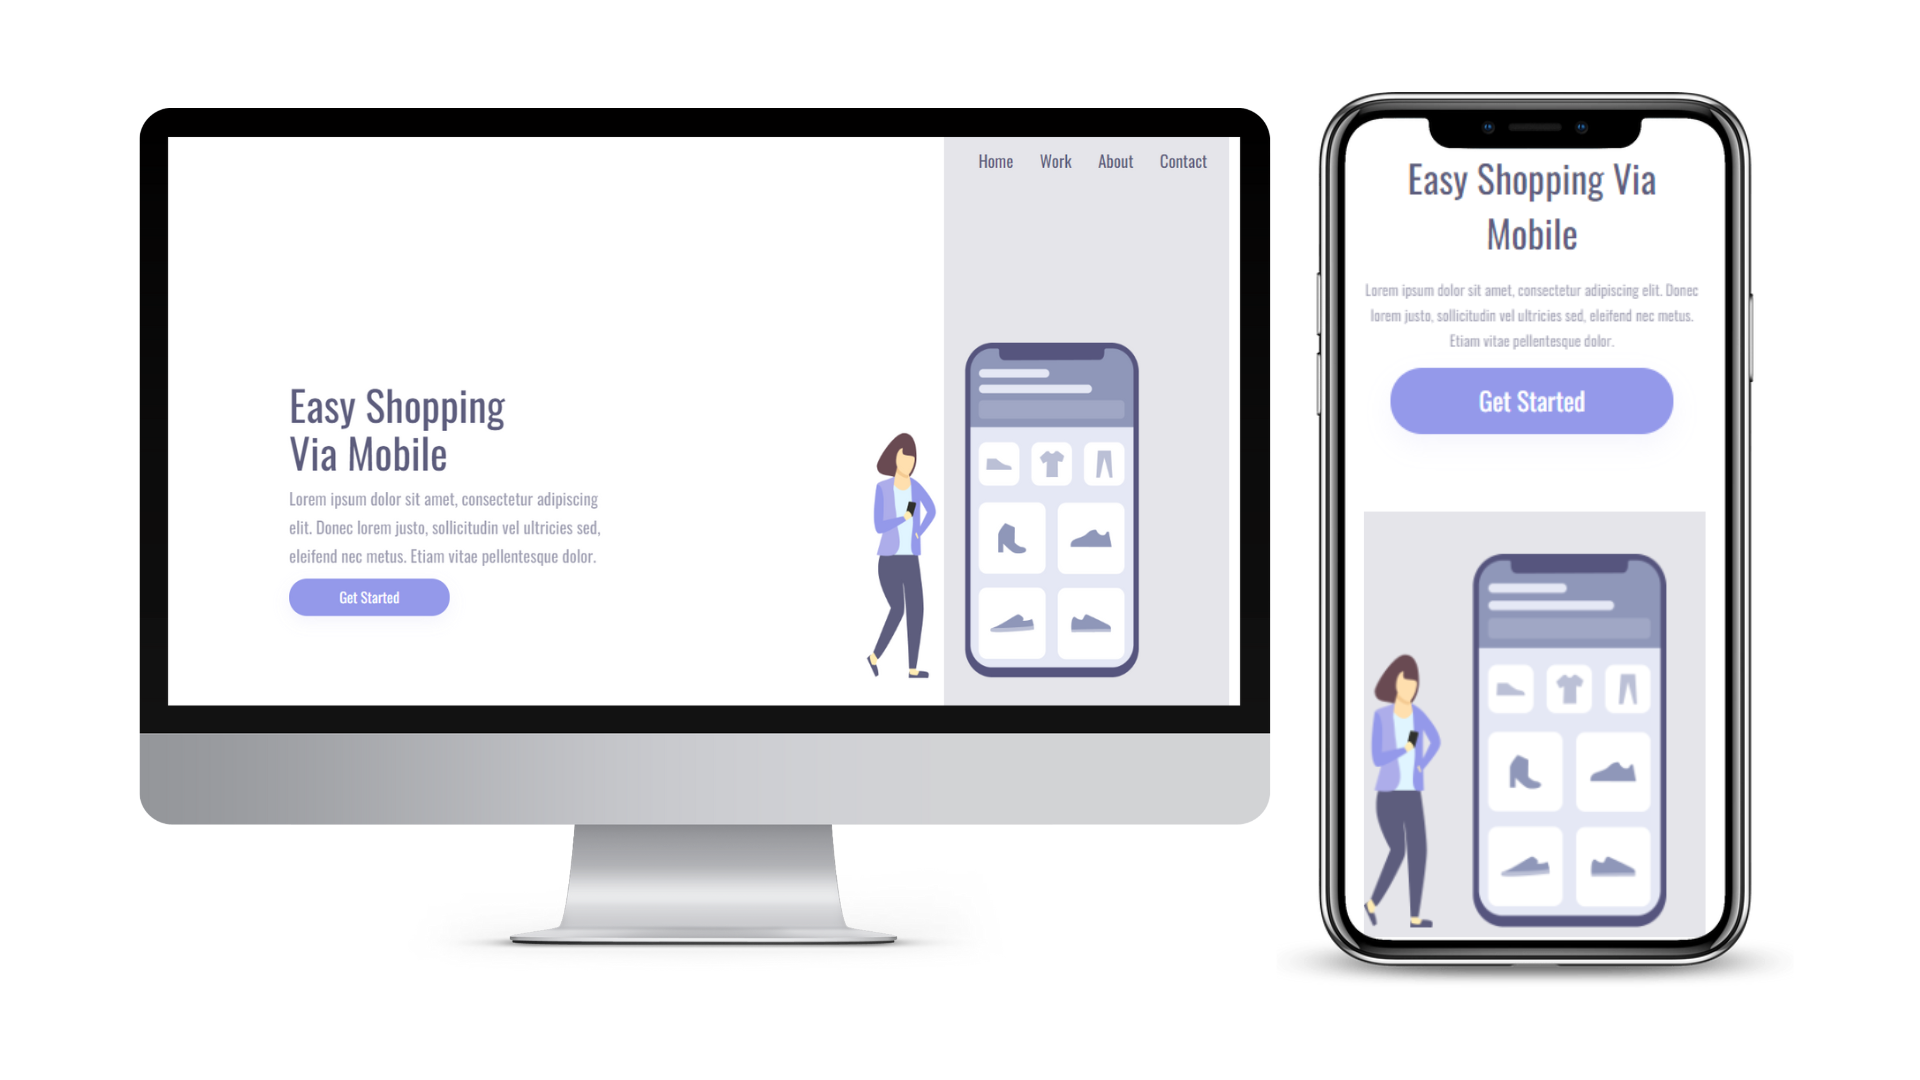 Home Work About Contact
Easy Shopping
Via Mobile
Lorem ipsum dolor sit amet, consectetur adipiscing
elit. Donec lorem justo, sollicitudin vel ultricies sed,
eleifend nec metus. Etiam vitae pellentesque dolor.
Get Started
Easy Shopping Via
Mobile
Lorem ipsum dolor sit amet, consectetur adipiscing elit. Donec
lorem justo, sollicitudin vel ultricies sed, eleifend nec metus.
Etiam vitae pellentesque dolor.
Get Started